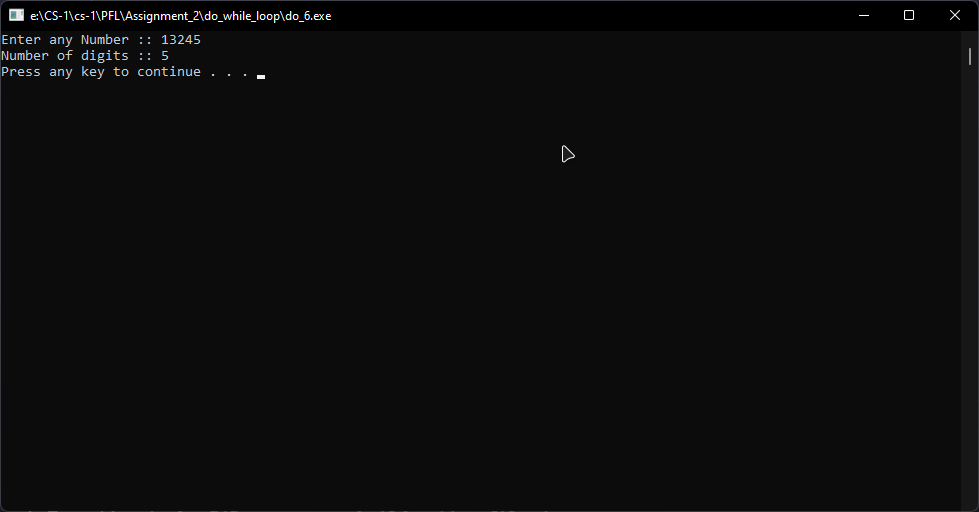 e:\CS-1\cs-1\PFL\Assignment_2\do_while_loop\do_6.exe
Enter any Number :: 13245
Number of digits :: 5
Press any key to continue . . .